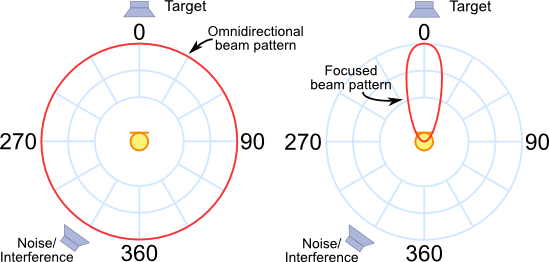 Target
0
Omnidirectional
beam pattern
270
90
Noise/
Interference
360
Target
0
Focused
beam pattern
270
90
Noise/
Interference
360